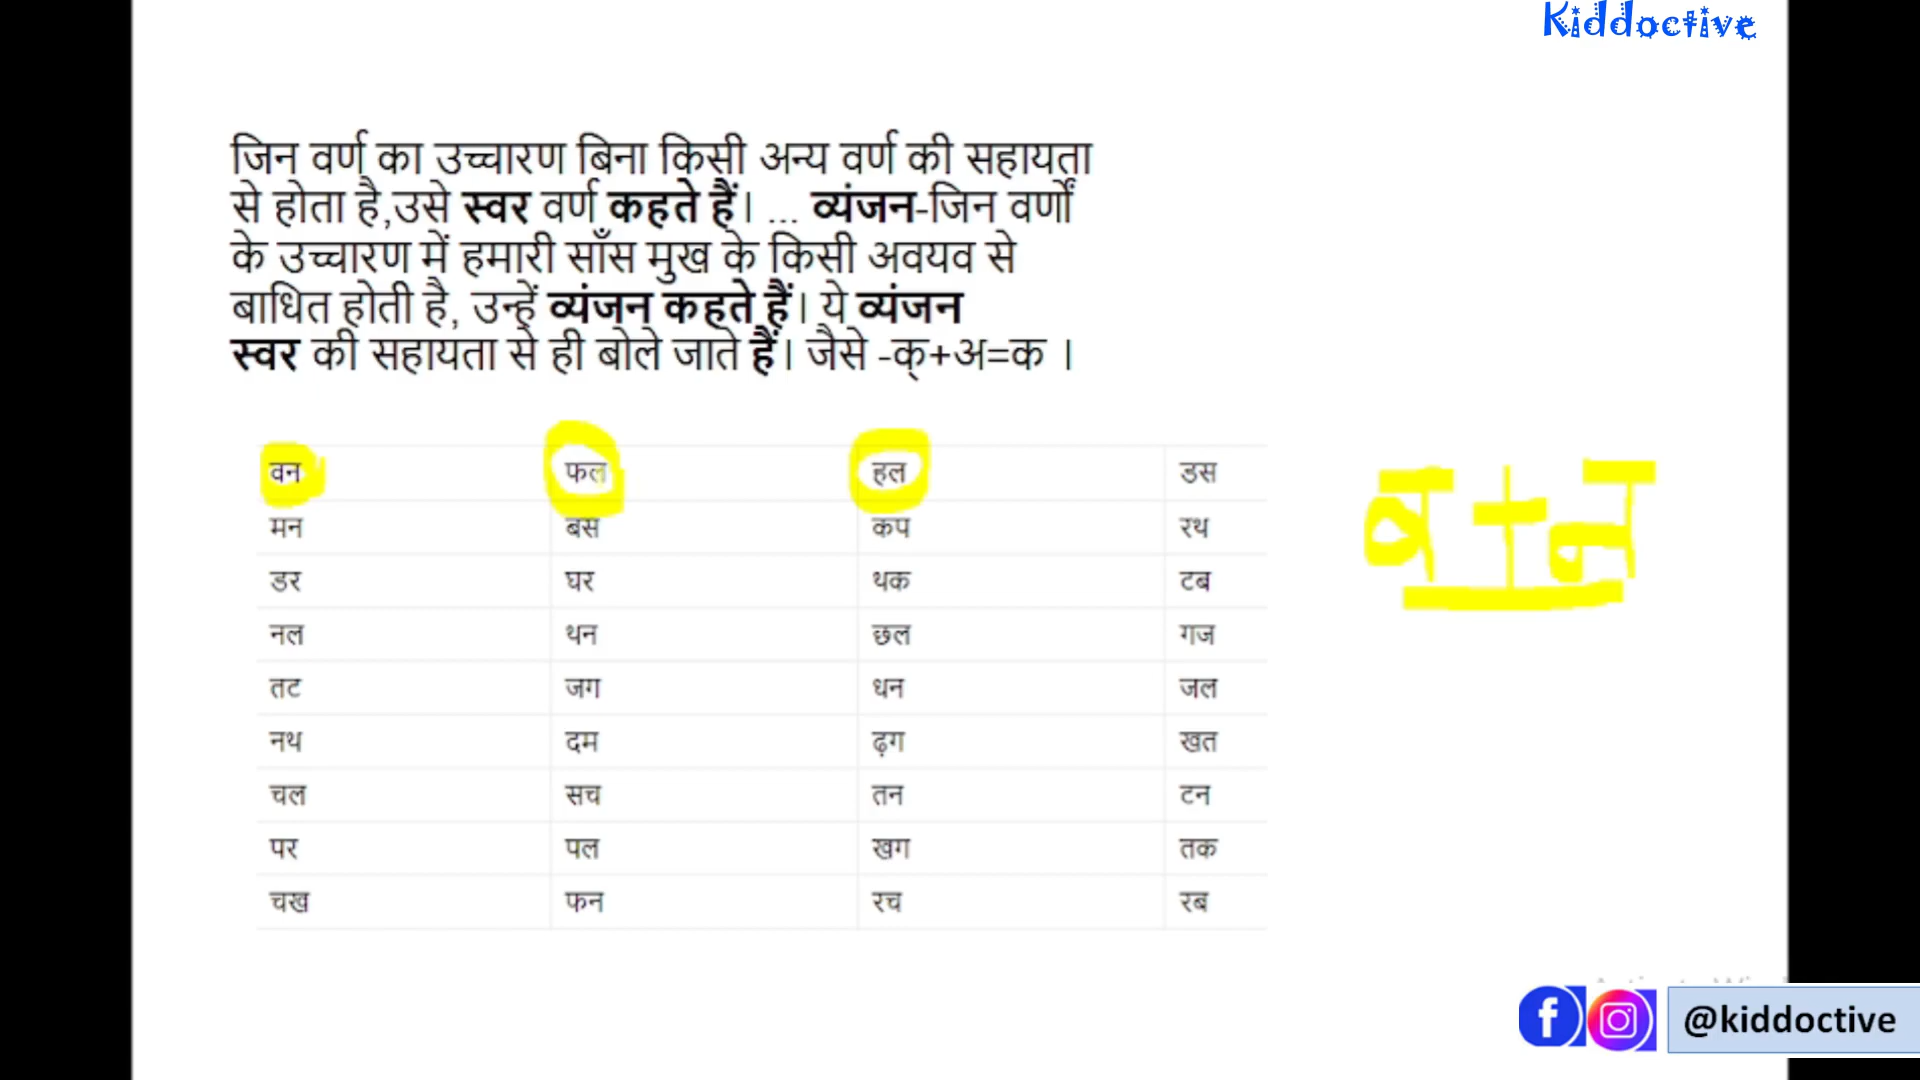 Kiddoctive
जिन वर्ण का उच्चारण बिना किसी अन्य वर्ण की सहायता
से होता है,उसे स्वर वर्ण कहते हैं। ... व्यंजन-जिन वर्णों
के उच्चारण में हमारी साँस मुख के किसी अवयव से
बाधित होती है, उन्हें व्यंजन कहते हैं। ये व्यंजन
स्वर की सहायता से ही बोले जाते हैं। जैसे -क्+अ=क ।
वन फल हल डस
व+न
मन बस कप रथ
डर घर थक टब
नल थन छल गज
तट जग धन जल
नथ दम ढ़ग खत
चल सच तन टन
पर पल खग तक
चख फन रच रब
@kiddoctive